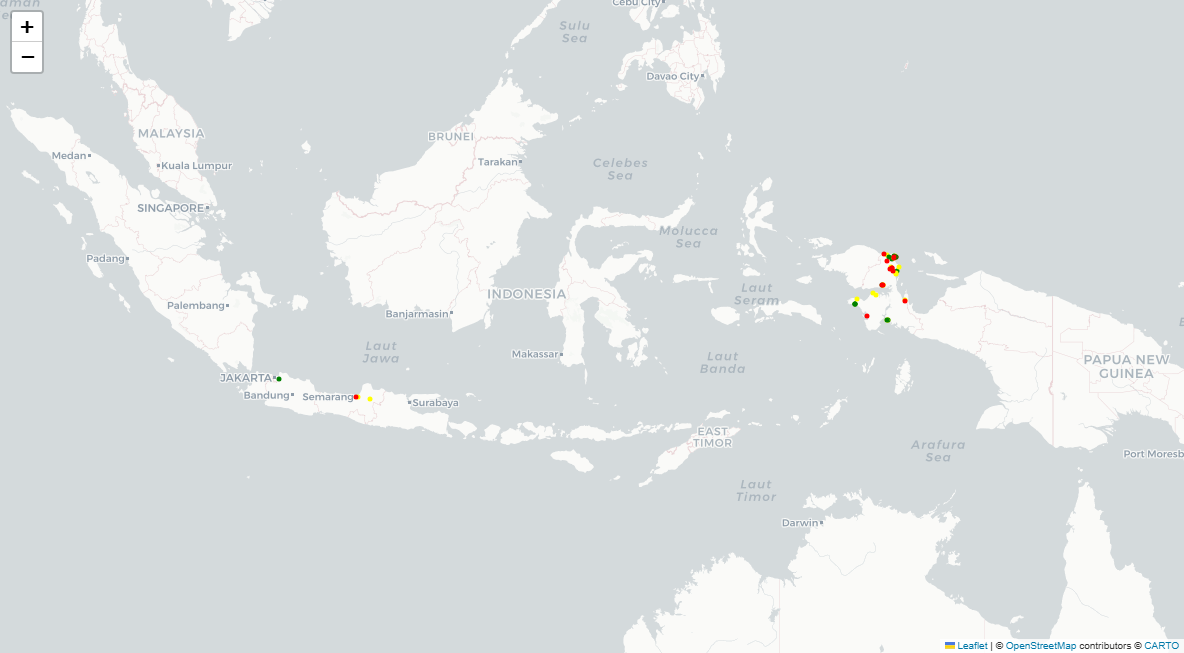 Cebu City
Sulu
Sea
+
−
Davao City
MALAYSIA
BRUNEI
Medan
Kuala Lumpur
Tarakan
Celebes
Sea
SINGAPORE
Molucca
Sea
Padang
INDONESIA
Laut
Seram
Palembang
Banjarmasin
Laut
Jawa
Makassar
Laut
Banda
PAPUA NEW
GUINEA
JAKARTA
Bandung
Semarang
Surabaya
EAST
TIMOR
Arafura
Sea
Port Moresb
Laut
Timor
Darwin
Leaflet | © OpenStreetMap contributors © CARTO